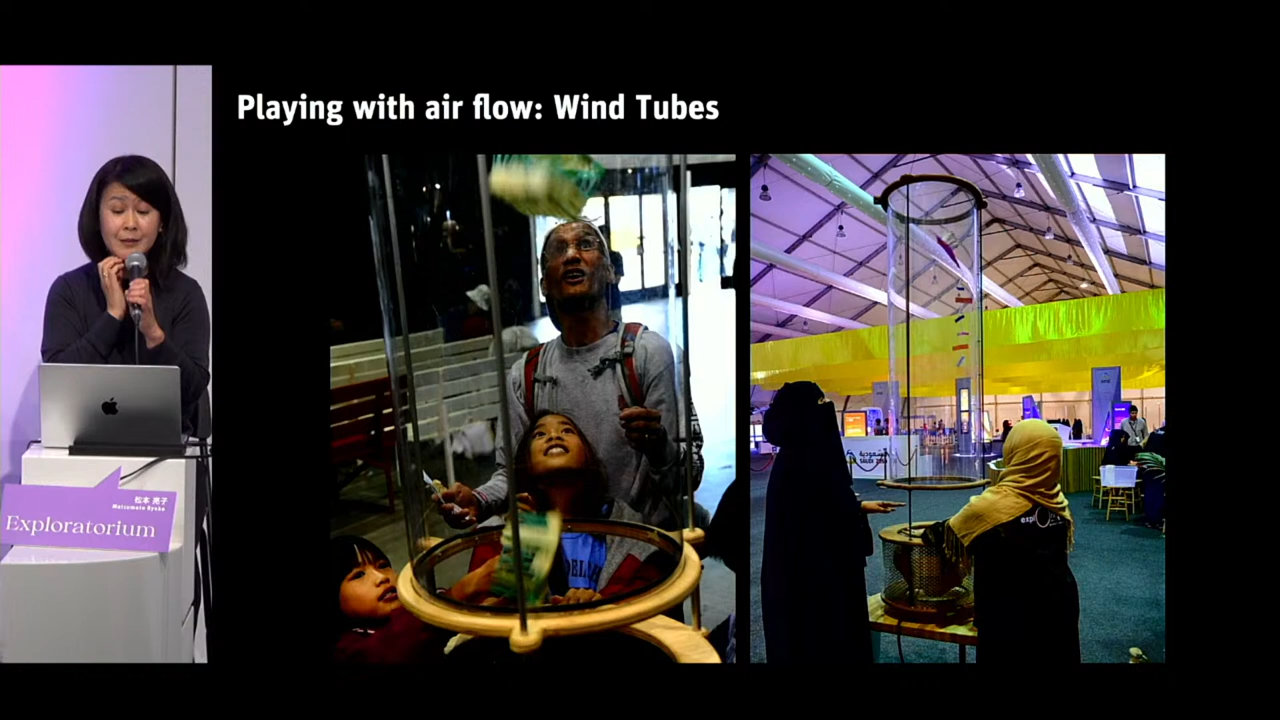 Playing with air flow: Wind Tubes
松本 亮子
Matsumoto Ryoko
Exploratorium